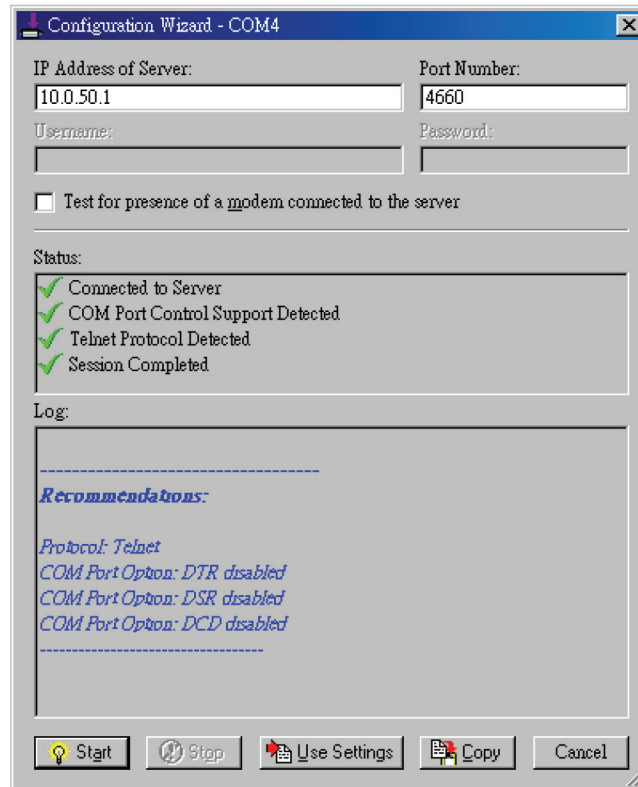 Configuration Wizard - COM4
IP Address of Server: Port Number:
10.0.50.1 4660
Username: Password:
Test for presence of a modem connected to the server
Status:
Connected to Server
COM Port Control Support Detected
Telnet Protocol Detected
Session Completed
Log:
------------------------------------
Recommendations:
Protocol: Telnet
COM Port Option: DTR disabled
COM Port Option: DSR disabled
COM Port Option: DCD disabled
----------------------------------
Start Stop Use Settings Copy Cancel